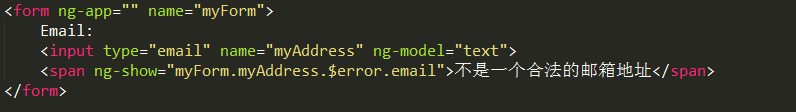 <form ng-app="" name="myForm">
Email:
<input type="email" name="myAddress" ng-model="text">
<span ng-show="myForm.myAddress.$error.email">不是一个合法的邮箱地址</span>
</form>